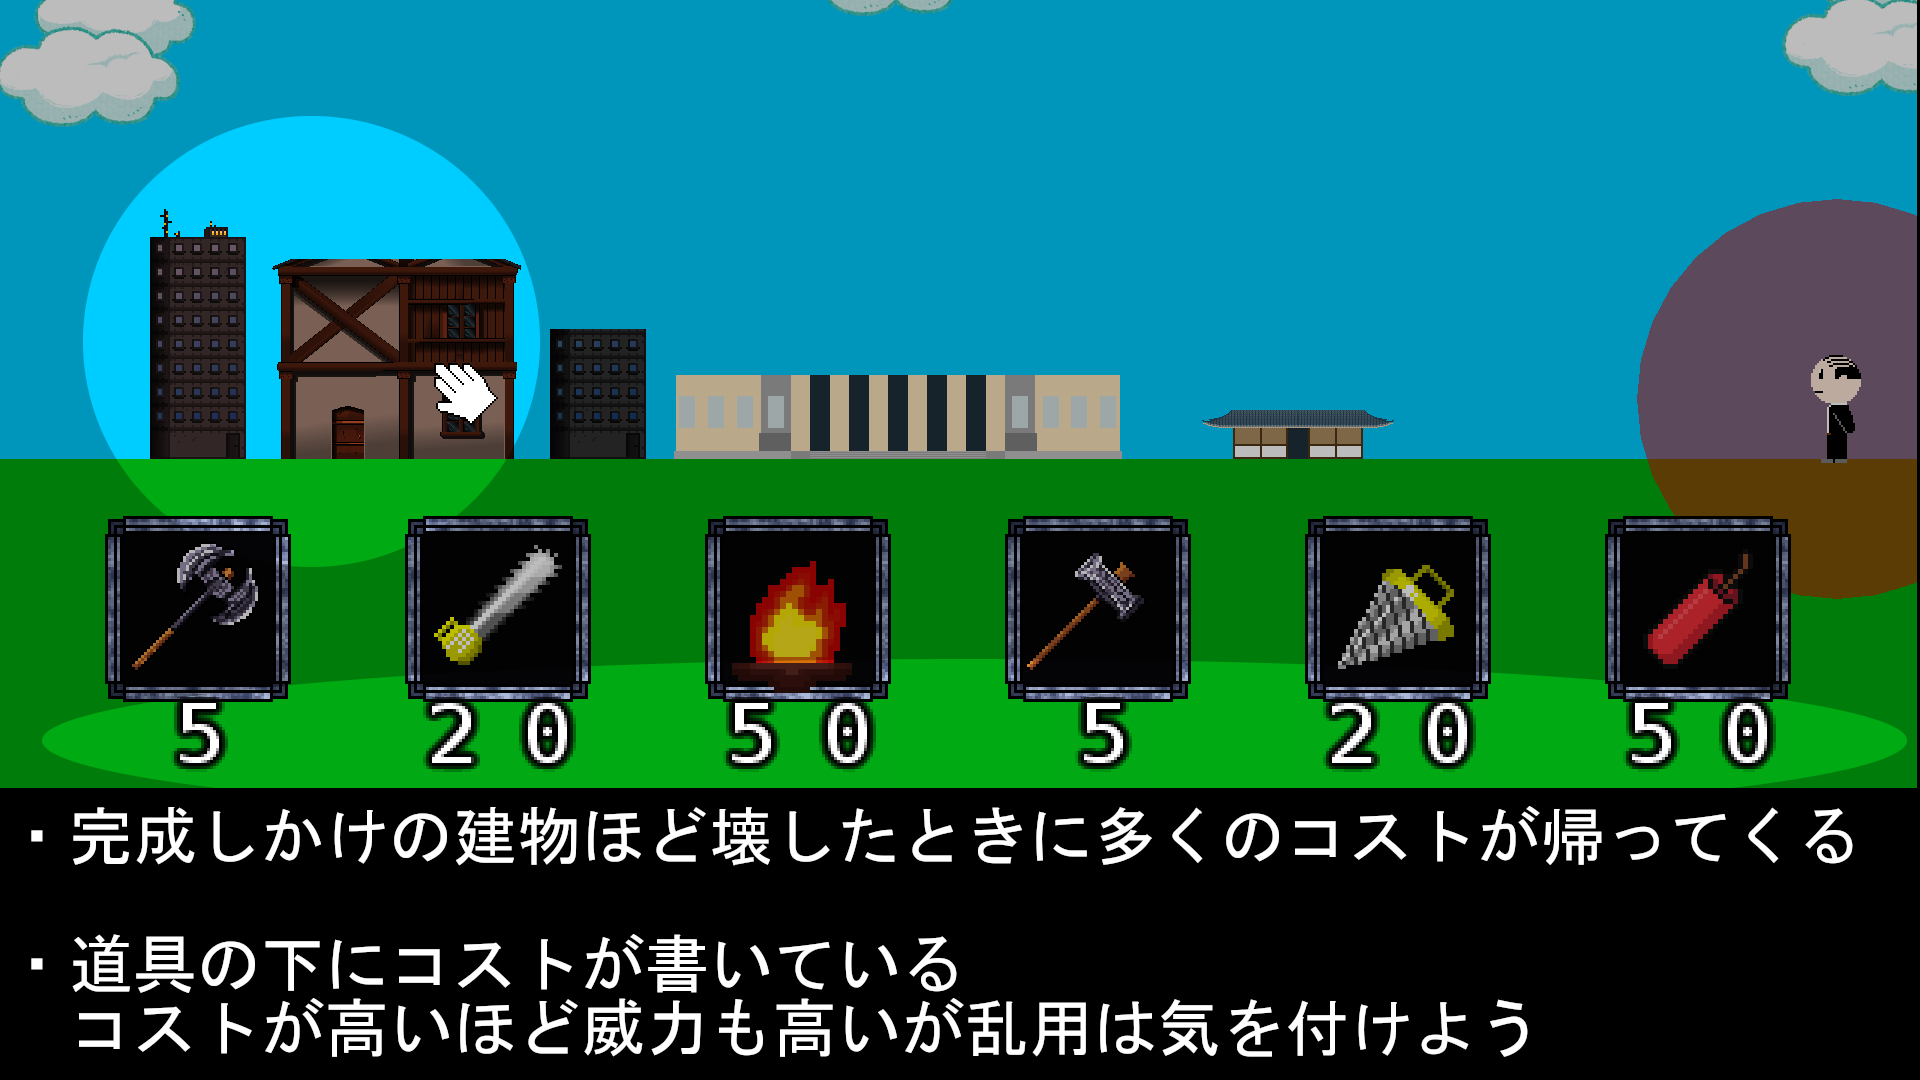 5 20 50 5 20 50
・完成しかけの建物ほど壊したときに多くのコストが帰ってくる
・道具の下にコストが書いている
コストが高いほど威力も高いが乱用は気を付けよう